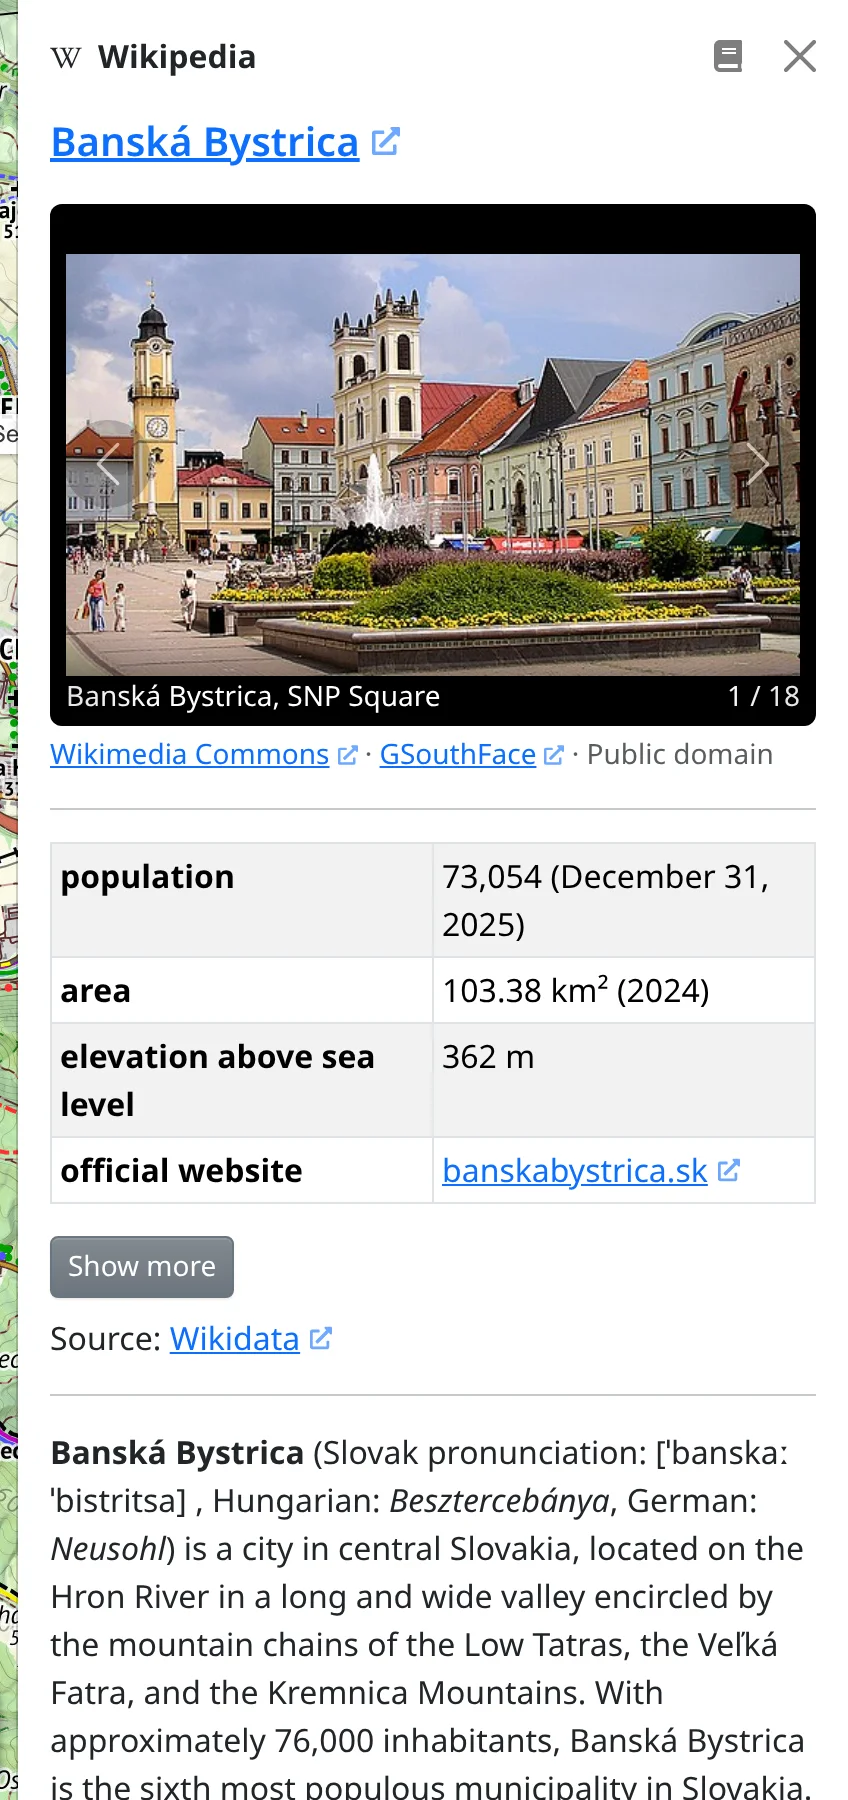 Wikipedia
Banská Bystrica
Banská Bystrica, SNP Square
1 / 18
Wikimedia Commons · GSouthFace · Public domain
population
73,054 (December 31,
2025)
area
103.38 km² (2024)
elevation above sea
level
362 m
official website
banskabystrica.sk
Show more
Source: Wikidata
Banská Bystrica (Slovak pronunciation: [ˈbanskaː
ˈbistritsa] , Hungarian: Besztercebánya, German:
Neusohl) is a city in central Slovakia, located on the
Hron River in a long and wide valley encircled by
the mountain chains of the Low Tatras, the Veľká
Fatra, and the Kremnica Mountains. With
approximately 76,000 inhabitants, Banská Bystrica
is the sixth most populous municipality in Slovakia.